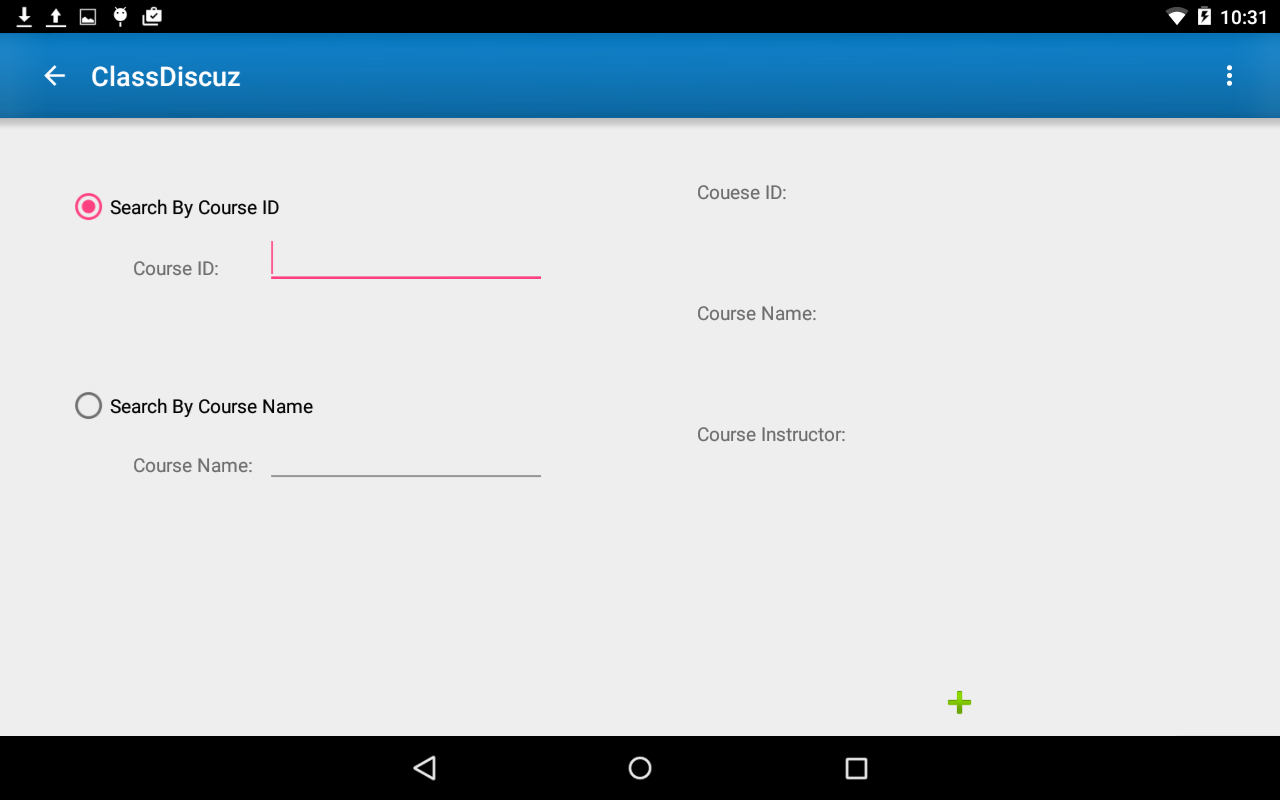 10:31
ClassDiscuz
Search By Course ID
Course ID:
Search By Course Name
Course Name:
Couese ID:
Course Name:
Course Instructor: